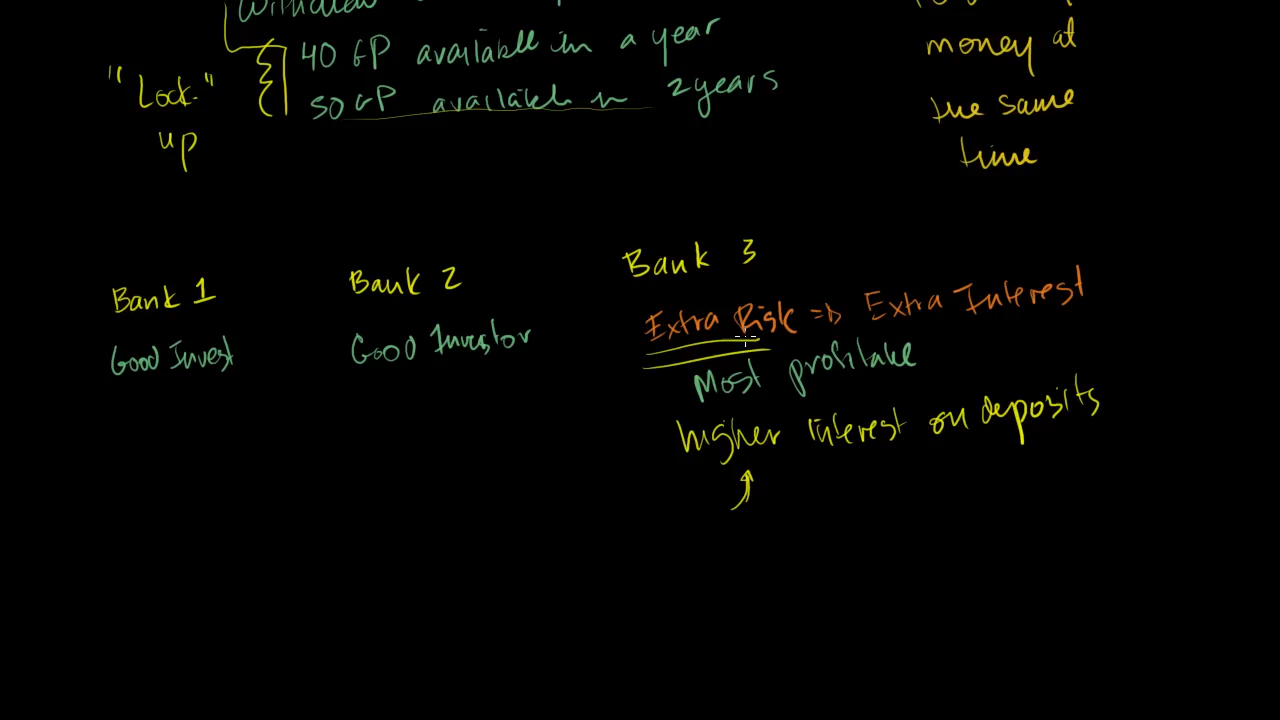 withdraw
40 GP available in a year
50 GP available in 2 years
"Lock-"
up
money at
the same
time
Bank 1
Good Invest
Bank 2
Good Investor
Bank 3
Extra Risk => Extra Interest
Most profitable
higher interest on deposits